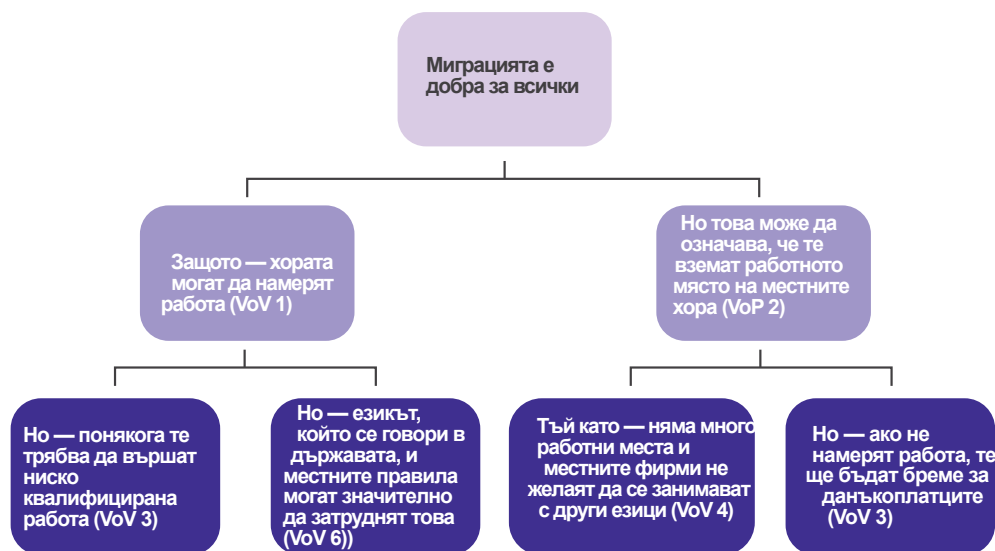 Миграцията е
добра за всички
Защото — хората
могат да намерят
работа (VoV 1)
Но това може да
означава, че те
вземат работното
място на местните
хора (VoP 2)
Но — понякога те
трябва да вършат
ниско
квалифицирана
работа (VoV 3)
Но — езикът,
който се говори в
държавата, и
местните правила
могат значително
да затруднят това
(VoV 6))
Тъй като — няма много
работни места и
местните фирми не
желаят да се занимават
с други езици (VoV 4)
Но — ако не
намерят работа, те
ще бъдат бреме за
данъкоплатците
(VoV 3)